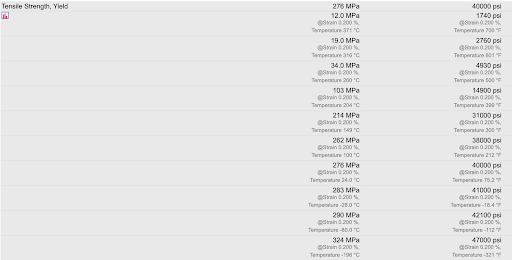 Tensile Strength, Yield 276 MPa 40000 psi
12.0 MPa 1740 psi
@Strain 0.200 %, @Strain 0.200 %,
Temperature 371 °C Temperature 700 °F
19.0 MPa 2760 psi
@Strain 0.200 %, @Strain 0.200 %,
Temperature 316 °C Temperature 601 °F
34.0 MPa 4930 psi
@Strain 0.200 %, @Strain 0.200 %,
Temperature 260 °C Temperature 500 °F
103 MPa 14900 psi
@Strain 0.200 %, @Strain 0.200 %,
Temperature 204 °C Temperature 399 °F
214 MPa 31000 psi
@Strain 0.200 %, @Strain 0.200 %,
Temperature 149 °C Temperature 300 °F
262 MPa 38000 psi
@Strain 0.200 %, @Strain 0.200 %,
Temperature 100 °C Temperature 212 °F
276 MPa 40000 psi
@Strain 0.200 %, @Strain 0.200 %,
Temperature 24.0 °C Temperature 75.2 °F
283 MPa 41000 psi
@Strain 0.200 %, @Strain 0.200 %,
Temperature -28.0 °C Temperature -18.4 °F
290 MPa 42100 psi
@Strain 0.200 %, @Strain 0.200 %,
Temperature -80.0 °C Temperature -112 °F
324 MPa 47000 psi
@Strain 0.200 %, @Strain 0.200 %,
Temperature -196 °C Temperature -321 °F